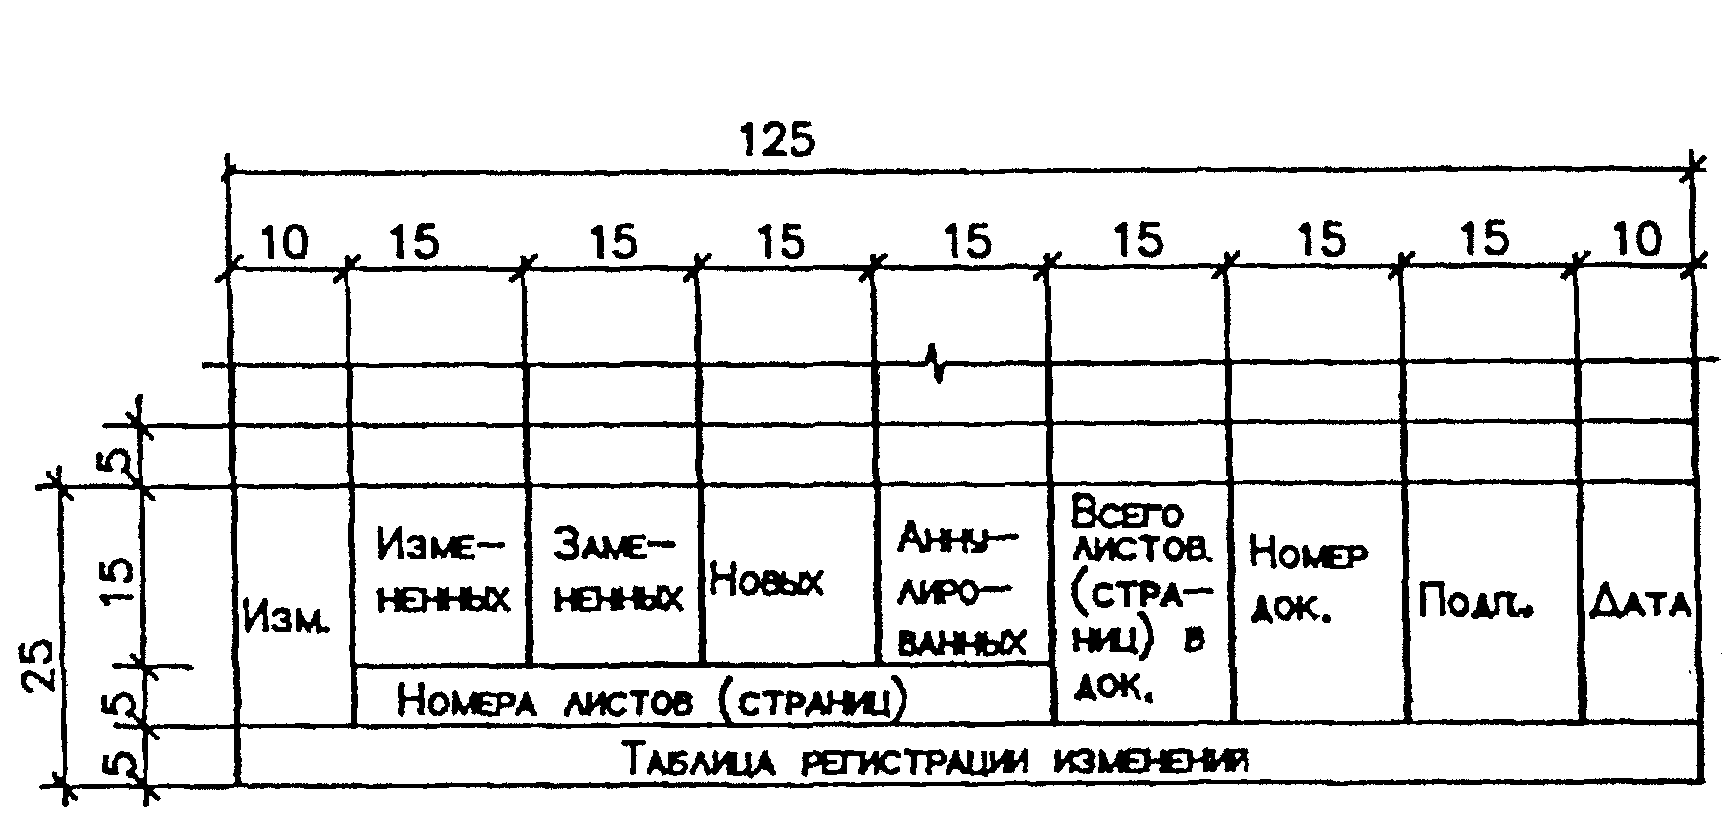 125
10 15 15 15 15 15 15 15 10
5
15
25
5
5
Изм.
Изме-
ненных
Заме-
ненных
Новых
Анну-
лиро-
ванных
Всего
листов
(стра-
ниц) в
док.
Номер
док.
Подп.
Дата
Номера листов (страниц)
Таблица регистрации изменения